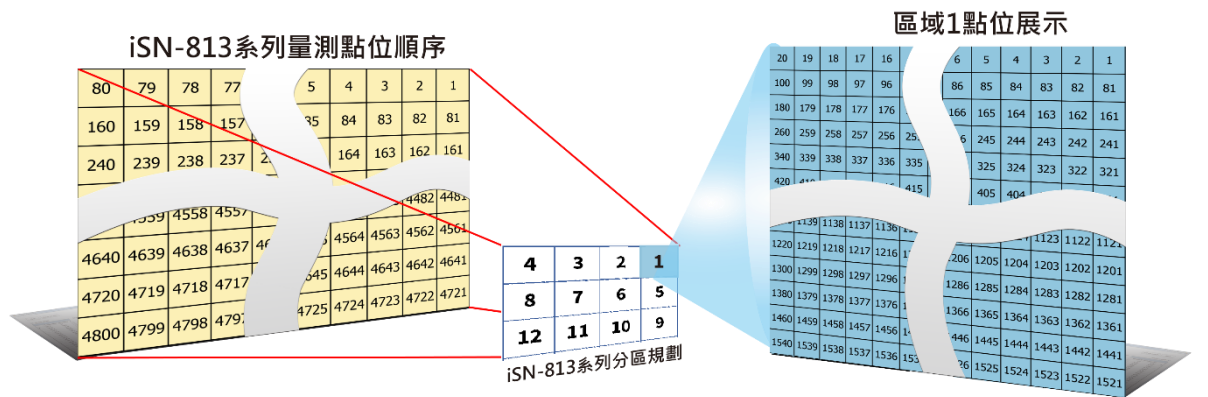 iSN-813系列量測點位順序
80 79 78 77 5 4 3 2 1
160 159 158 157 85 84 83 82 81
240 239 238 237 164 163 162 161
4482 4481
4559 4558 4557
4640 4639 4638 4637 4564 4563 4562 4561
4720 4719 4718 4717 4645 4644 4643 4642 4641
4800 4799 4798 4797 4725 4724 4723 4722 4721
4 3 2 1
8 7 6 5
12 11 10 9
iSN-813系列分區規劃
區域1點位展示
20 19 18 17 16 6 5 4 3 2 1
100 99 98 97 96 86 85 84 83 82 81
180 179 178 177 176 166 165 164 163 162 161
260 259 258 257 256 245 244 243 242 241
340 339 338 337 336 335 325 324 323 322 321
420 419 415 405 404
1139 1138 1137 1136 1123 1122 1121
1220 1219 1218 1217 1216 1206 1205 1204 1203 1202 1201
1300 1299 1298 1297 1296 1286 1285 1284 1283 1282 1281
1380 1379 1378 1377 1376 1366 1365 1364 1363 1362 1361
1460 1459 1458 1457 1456 1446 1445 1444 1443 1442 1441
1540 1539 1538 1537 1536 1526 1525 1524 1523 1522 1521